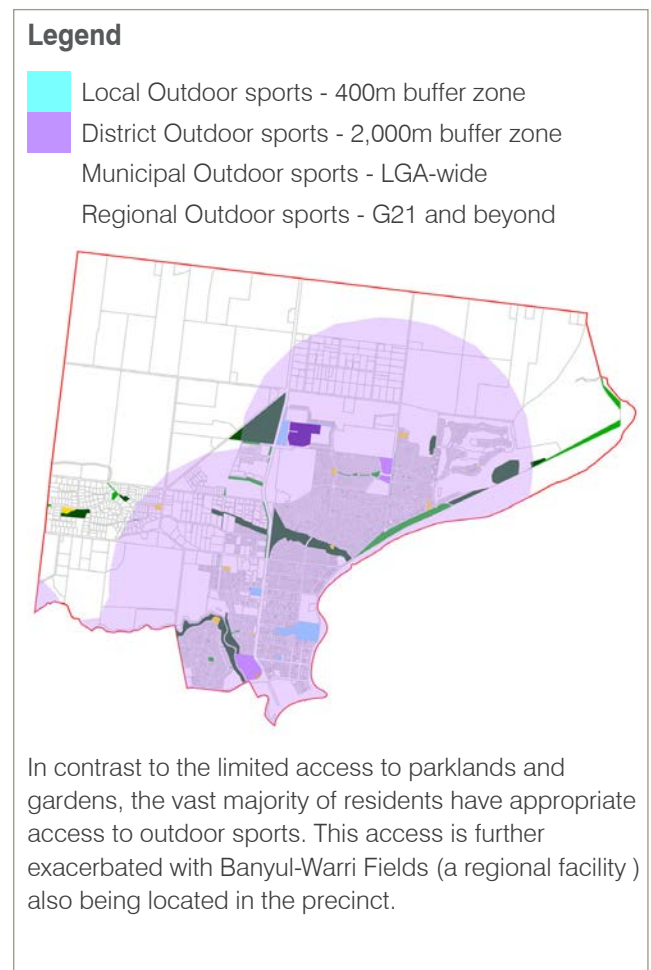 Legend
Local Outdoor sports - 400m buffer zone
District Outdoor sports - 2,000m buffer zone
Municipal Outdoor sports - LGA-wide
Regional Outdoor sports - G21 and beyond
In contrast to the limited access to parklands and
gardens, the vast majority of residents have appropriate
access to outdoor sports. This access is further
exacerbated with Banyul-Warri Fields (a regional facility )
also being located in the precinct.